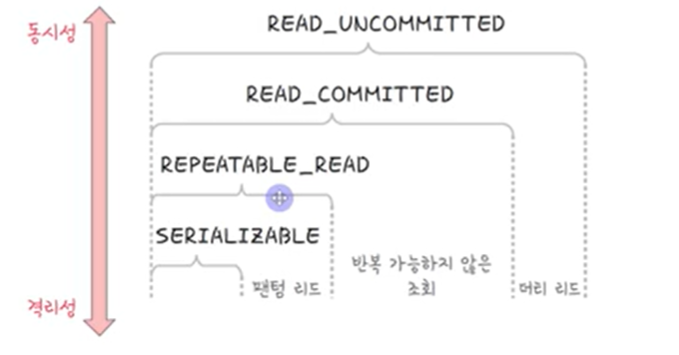 동시성
READ_UNCOMMITTED
READ_COMMITTED
REPEATABLE_READ
SERIALIZABLE
팬텀 리드
반복 가능하지 않은
조회
더리 리드
격리성